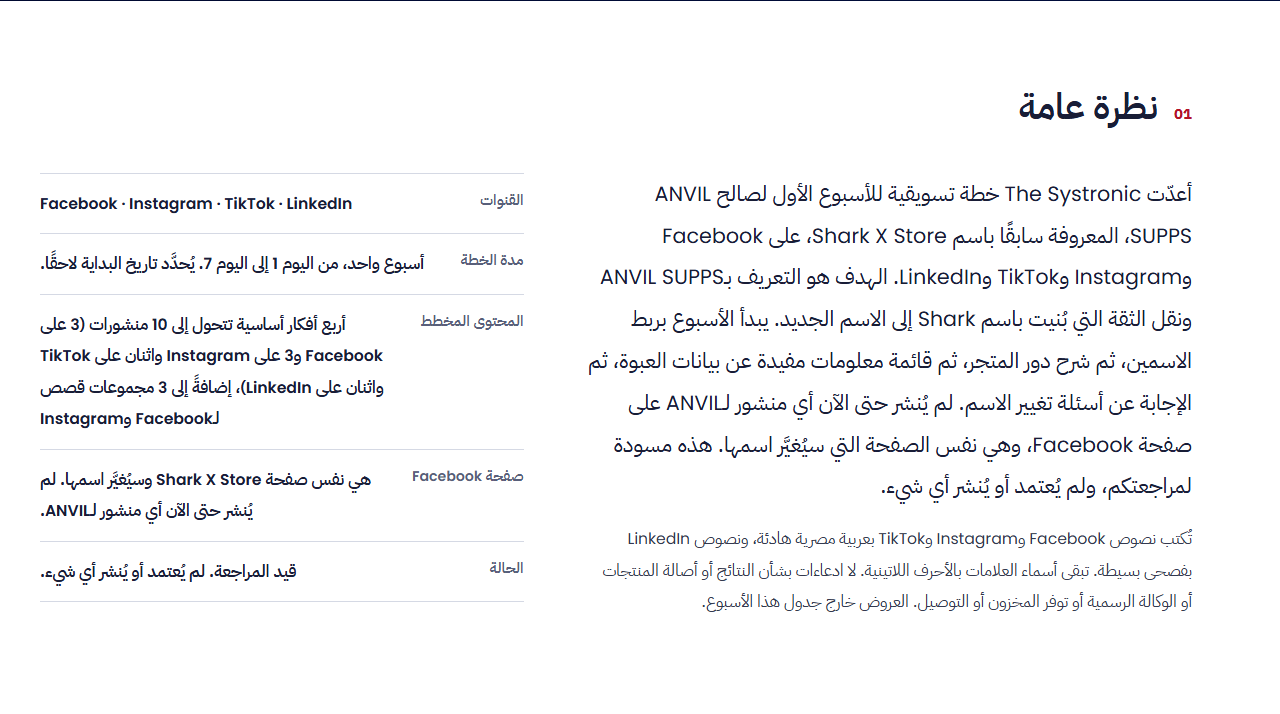 01 نظرة عامة
أعدّت The Systronic خطة تسويقية للأسبوع الأول لصالح ANVIL
SUPPS، المعروفة سابقًا باسم Shark X Store، على Facebook
وInstagram وTikTok وLinkedIn. الهدف هو التعريف بـANVIL SUPPS
ونقل الثقة التي بُنيت باسم Shark إلى الاسم الجديد. يبدأ الأسبوع بربط
الاسمين، ثم شرح دور المتجر، ثم قائمة معلومات مفيدة عن بيانات العبوة، ثم
الإجابة عن أسئلة تغيير الاسم. لم يُنشر حتى الآن أي منشور لـANVIL على
صفحة Facebook، وهي نفس الصفحة التي سيُغيَّر اسمها. هذه مسودة
لمراجعتكم، ولم يُعتمد أو يُنشر أي شيء.
تُكتب نصوص Facebook وInstagram وTikTok بعربية مصرية هادئة، ونصوص LinkedIn
بفصحى بسيطة. تبقى أسماء العلامات بالأحرف اللاتينية. لا ادعاءات بشأن النتائج أو أصالة المنتجات
أو الوكالة الرسمية أو توفر المخزون أو التوصيل. العروض خارج جدول هذا الأسبوع.
القنوات
Facebook · Instagram · TikTok · LinkedIn
مدة الخطة
أسبوع واحد، من اليوم 1 إلى اليوم 7. يُحدَّد تاريخ البداية لاحقًا.
المحتوى المخطط
أربع أفكار أساسية تتحول إلى 10 منشورات (3 على
Facebook و3 على Instagram واثنان على TikTok
واثنان على LinkedIn)، إضافةً إلى 3 مجموعات قصص
لـFacebook وInstagram
صفحة Facebook
هي نفس صفحة Shark X Store وسيُغيَّر اسمها. لم
يُنشر حتى الآن أي منشور لـANVIL.
الحالة
قيد المراجعة. لم يُعتمد أو يُنشر أي شيء.